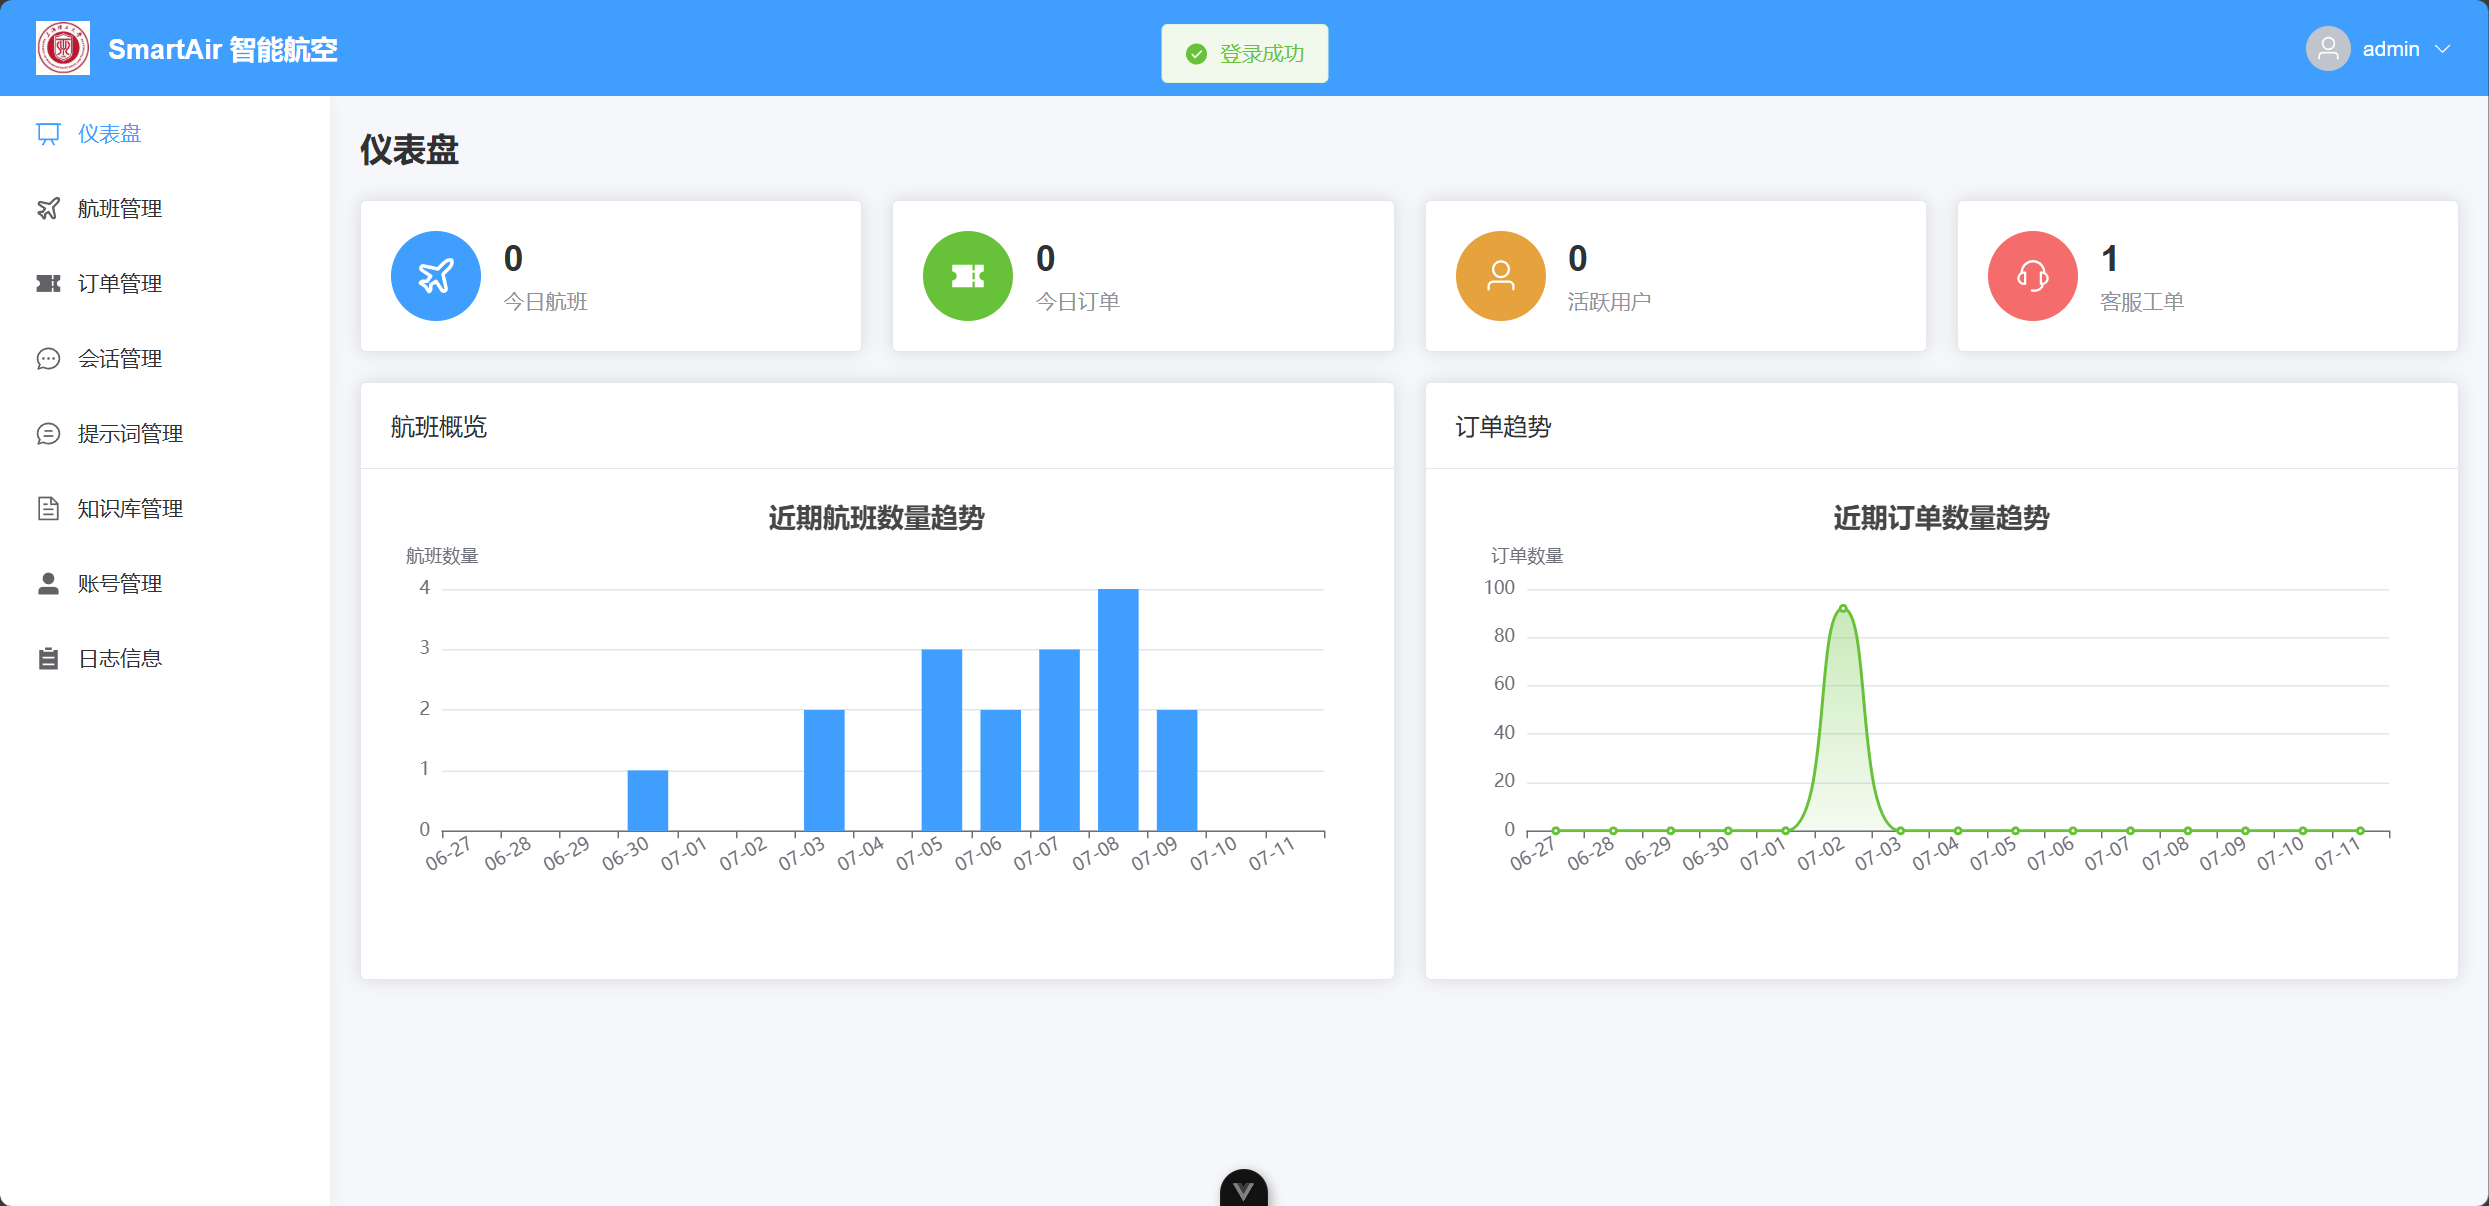 SmartAir 智能航空
登录成功
admin
仪表盘
航班管理
订单管理
会话管理
提示词管理
知识库管理
账号管理
日志信息
仪表盘
0
今日航班
0
今日订单
0
活跃用户
1
客服工单
航班概览
近期航班数量趋势
航班数量
4
3
2
1
0
06-27 06-28 06-29 06-30 07-01 07-02 07-03 07-04 07-05 07-06 07-07 07-08 07-09 07-10 07-11
订单趋势
近期订单数量趋势
订单数量
100
80
60
40
20
0
06-27 06-28 06-29 06-30 07-01 07-02 07-03 07-04 07-05 07-06 07-07 07-08 07-09 07-10 07-11